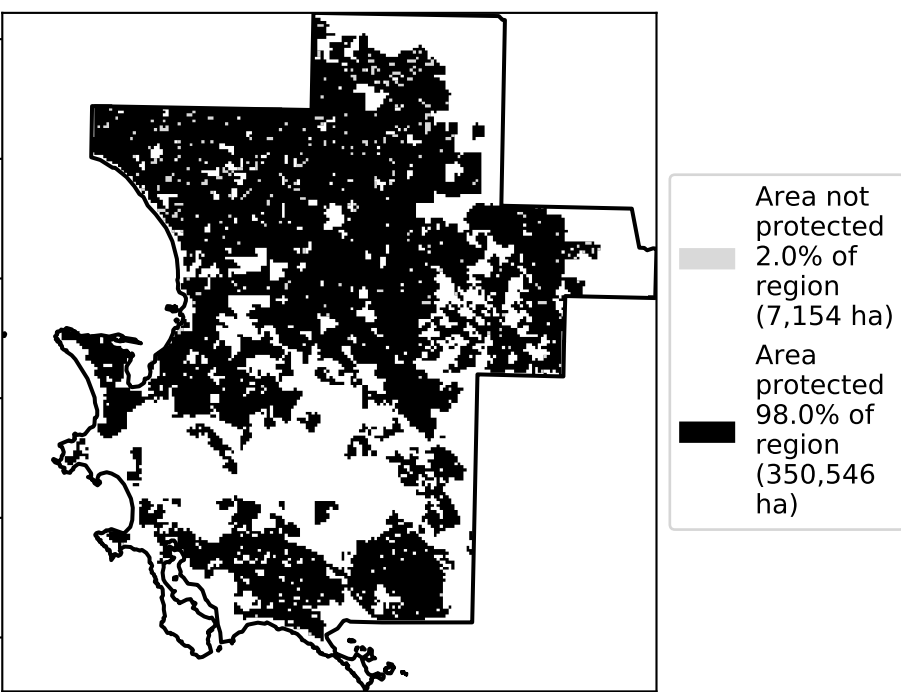 Area not
protected
2.0% of
region
(7,154 ha)
Area
protected
98.0% of
region
(350,546
ha)